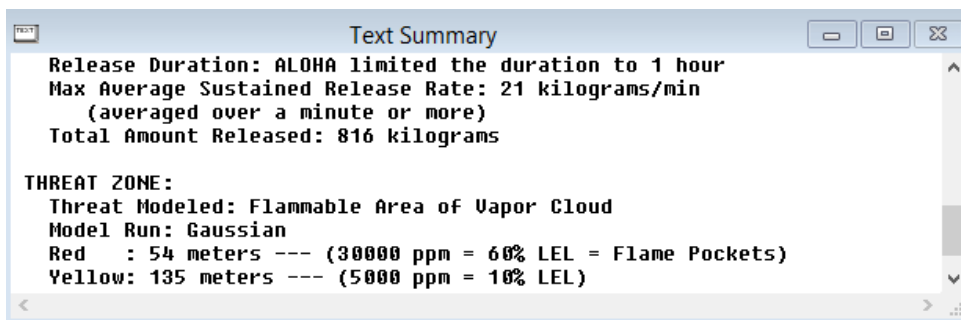 Text Summary
Release Duration: ALOHA limited the duration to 1 hour
Max Average Sustained Release Rate: 21 kilograms/min
(averaged over a minute or more)
Total Amount Released: 816 kilograms
THREAT ZONE:
Threat Modeled: Flammable Area of Vapor Cloud
Model Run: Gaussian
Red   : 54 meters --- (30000 ppm = 60% LEL = Flame Pockets)
Yellow: 135 meters --- (5000 ppm = 10% LEL)